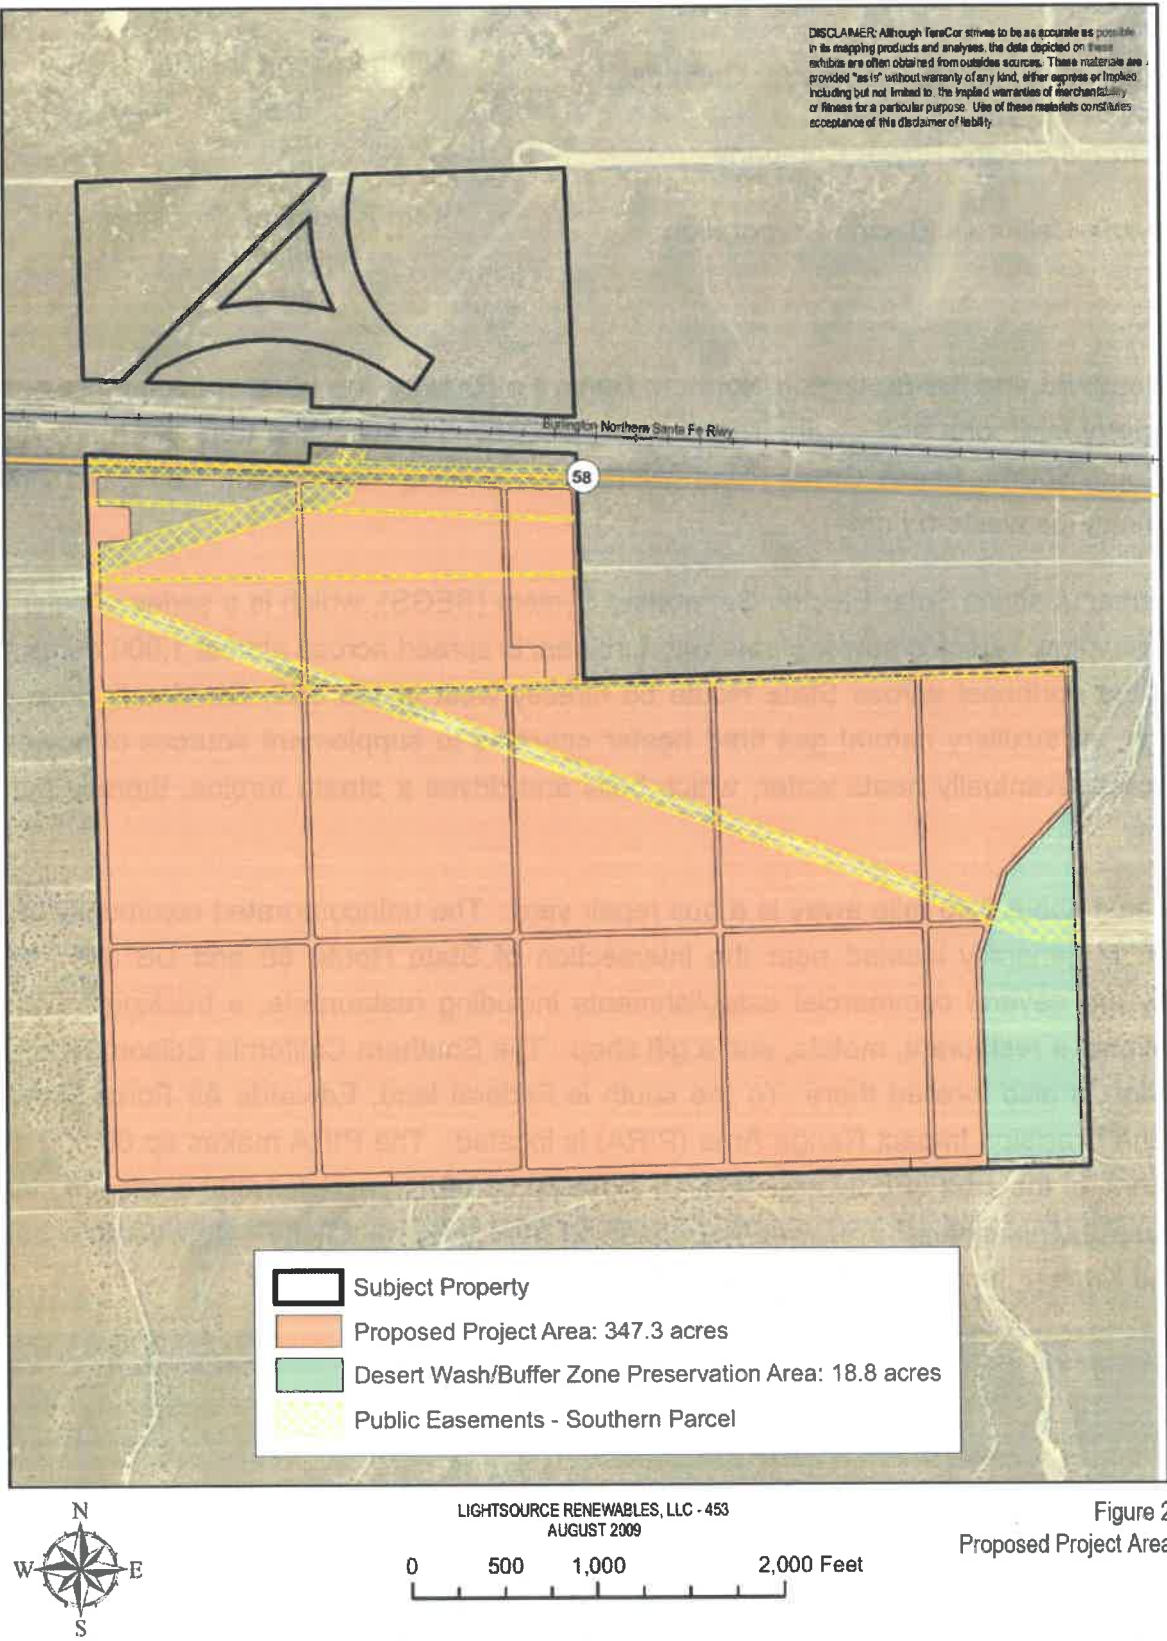 DISCLAIMER: Although TeraCor strives to be as accurate as possible
in its mapping products and analyses, the data depicted on these
exhibits are often obtained from outsides sources. These materials are
provided "as is" without warranty of any kind, either express or implied
including but not limited to, the implied warranties of merchantability
or fitness for a particular purpose. Use of these materials constitutes
acceptance of this disclaimer of liability
Burlington Northern Santa Fe Rlwy
58
Subject Property
Proposed Project Area: 347.3 acres
Desert Wash/Buffer Zone Preservation Area: 18.8 acres
Public Easements - Southern Parcel
N
W
E
S
LIGHTSOURCE RENEWABLES, LLC - 453
AUGUST 2009
0 500 1,000 2,000 Feet
Figure 2
Proposed Project Area